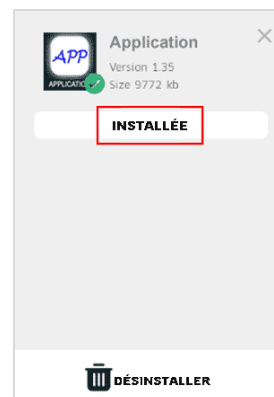 APP
APPLICATION
Application
Version 1.35
Size 9772 kb
INSTALLÉE
DÉSINSTALLER